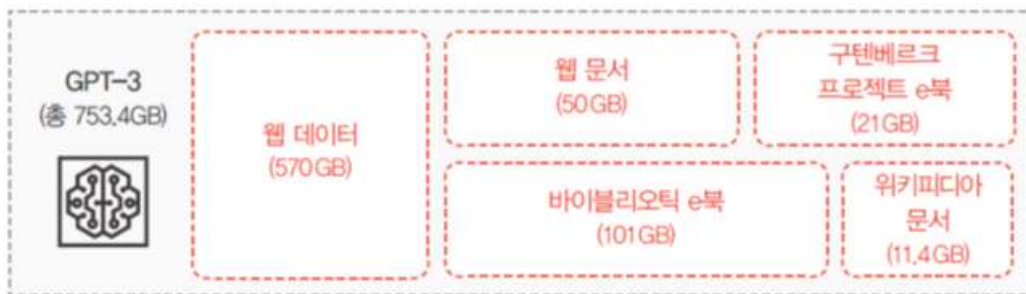 GPT-3
(총 753.4GB)
웹 데이터
(570GB)
웹 문서
(50GB)
구텐베르크
프로젝트 e북
(21GB)
바이블리오틱 e북
(101GB)
위키피디아
문서
(11.4GB)